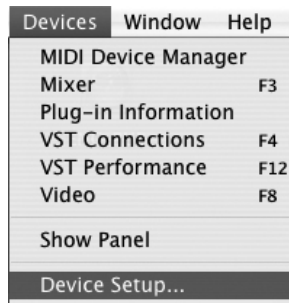 Devices Window Help
MIDI Device Manager
Mixer F3
Plug-in Information
VST Connections F4
VST Performance F12
Video F8
Show Panel
Device Setup...